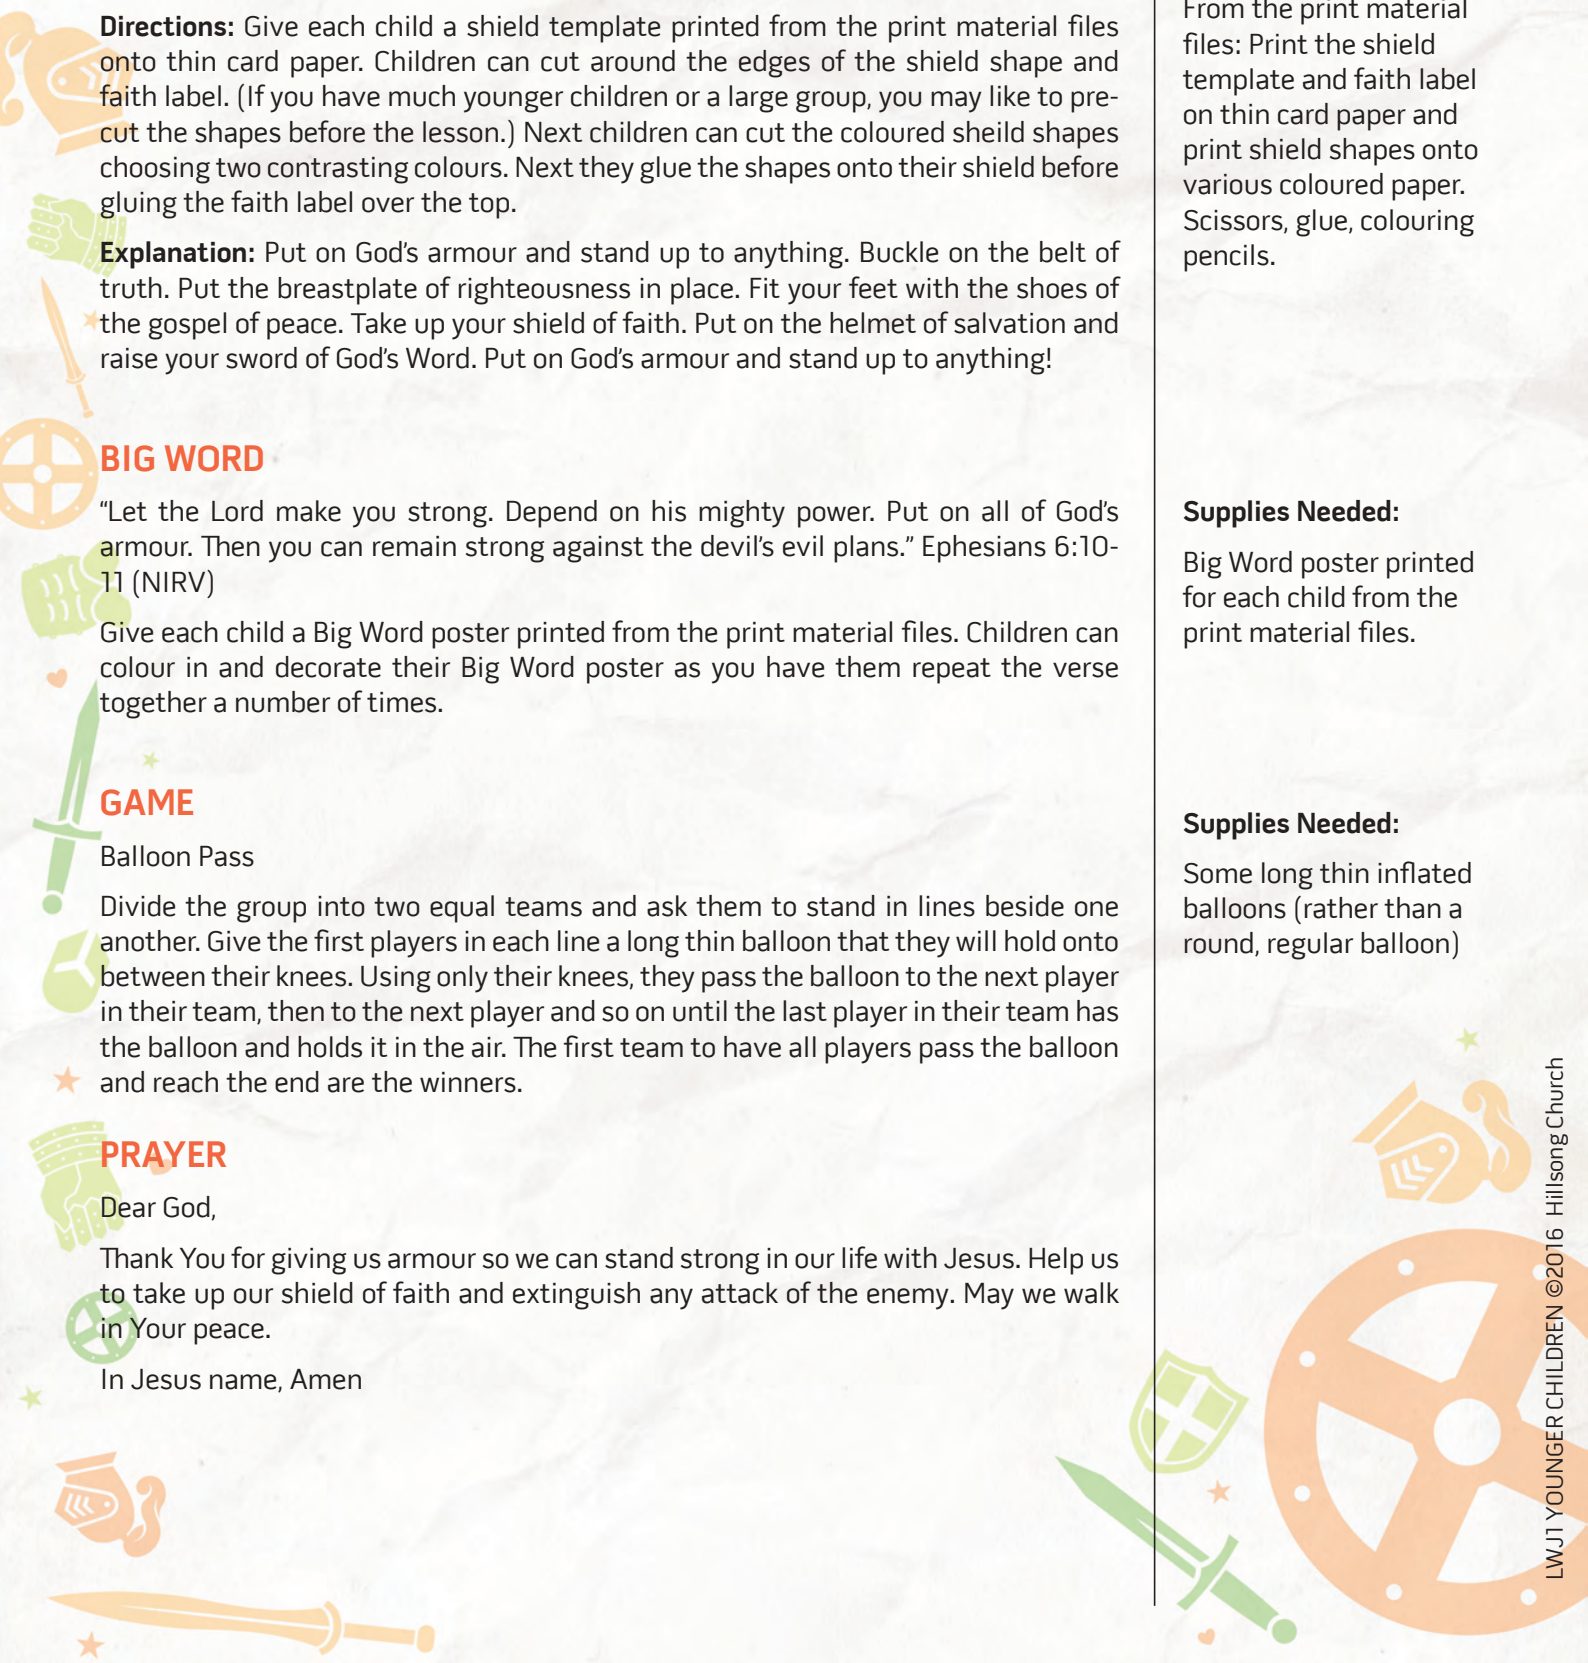 Directions: Give each child a shield template printed from the print material files
onto thin card paper. Children can cut around the edges of the shield shape and
faith label. (If you have much younger children or a large group, you may like to pre-
cut the shapes before the lesson.) Next children can cut the coloured sheild shapes
choosing two contrasting colours. Next they glue the shapes onto their shield before
gluing the faith label over the top.
Explanation: Put on God's armour and stand up to anything. Buckle on the belt of
truth. Put the breastplate of righteousness in place. Fit your feet with the shoes of
the gospel of peace. Take up your shield of faith. Put on the helmet of salvation and
raise your sword of God's Word. Put on God's armour and stand up to anything!
From the print material
files: Print the shield
template and faith label
on thin card paper and
print shield shapes onto
various coloured paper.
Scissors, glue, colouring
pencils.
BIG WORD
“Let the Lord make you strong. Depend on his mighty power. Put on all of God's
armour. Then you can remain strong against the devil's evil plans.” Ephesians 6:10-
11 (NIRV)
Give each child a Big Word poster printed from the print material files. Children can
colour in and decorate their Big Word poster as you have them repeat the verse
together a number of times.
Supplies Needed:
Big Word poster printed
for each child from the
print material files.
GAME
Balloon Pass
Divide the group into two equal teams and ask them to stand in lines beside one
another. Give the first players in each line a long thin balloon that they will hold onto
between their knees. Using only their knees, they pass the balloon to the next player
in their team, then to the next player and so on until the last player in their team has
the balloon and holds it in the air. The first team to have all players pass the balloon
and reach the end are the winners.
Supplies Needed:
Some long thin inflated
balloons (rather than a
round, regular balloon)
PRAYER
Dear God,
Thank You for giving us armour so we can stand strong in our life with Jesus. Help us
to take up our shield of faith and extinguish any attack of the enemy. May we walk
in Your peace.
In Jesus name, Amen
LWJ1 YOUNGER CHILDREN ©2016 Hillsong Church